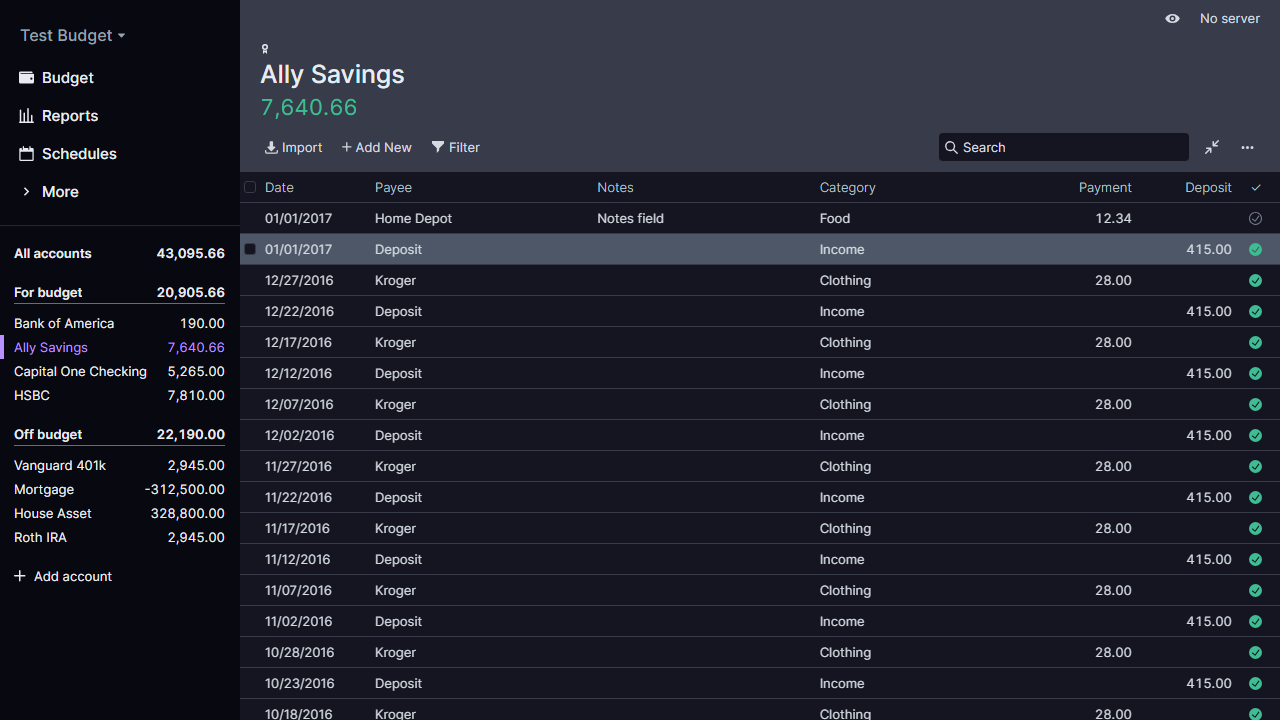 Test Budget
Budget
Reports
Schedules
More
All accounts 43,095.66
For budget 20,905.66
Bank of America 190.00
Ally Savings 7,640.66
Capital One Checking 5,265.00
HSBC 7,810.00
Off budget 22,190.00
Vanguard 401k 2,945.00
Mortgage -312,500.00
House Asset 328,800.00
Roth IRA 2,945.00
Add account
No server
Ally Savings
7,640.66
Import Add New Filter Search
Date Payee Notes Category Payment Deposit
01/01/2017 Home Depot Notes field Food 12.34
01/01/2017 Deposit Income 415.00
12/27/2016 Kroger Clothing 28.00
12/22/2016 Deposit Income 415.00
12/17/2016 Kroger Clothing 28.00
12/12/2016 Deposit Income 415.00
12/07/2016 Kroger Clothing 28.00
12/02/2016 Deposit Income 415.00
11/27/2016 Kroger Clothing 28.00
11/22/2016 Deposit Income 415.00
11/17/2016 Kroger Clothing 28.00
11/12/2016 Deposit Income 415.00
11/07/2016 Kroger Clothing 28.00
11/02/2016 Deposit Income 415.00
10/28/2016 Kroger Clothing 28.00
10/23/2016 Deposit Income 415.00
10/18/2016 Kroger Clothing 28.00